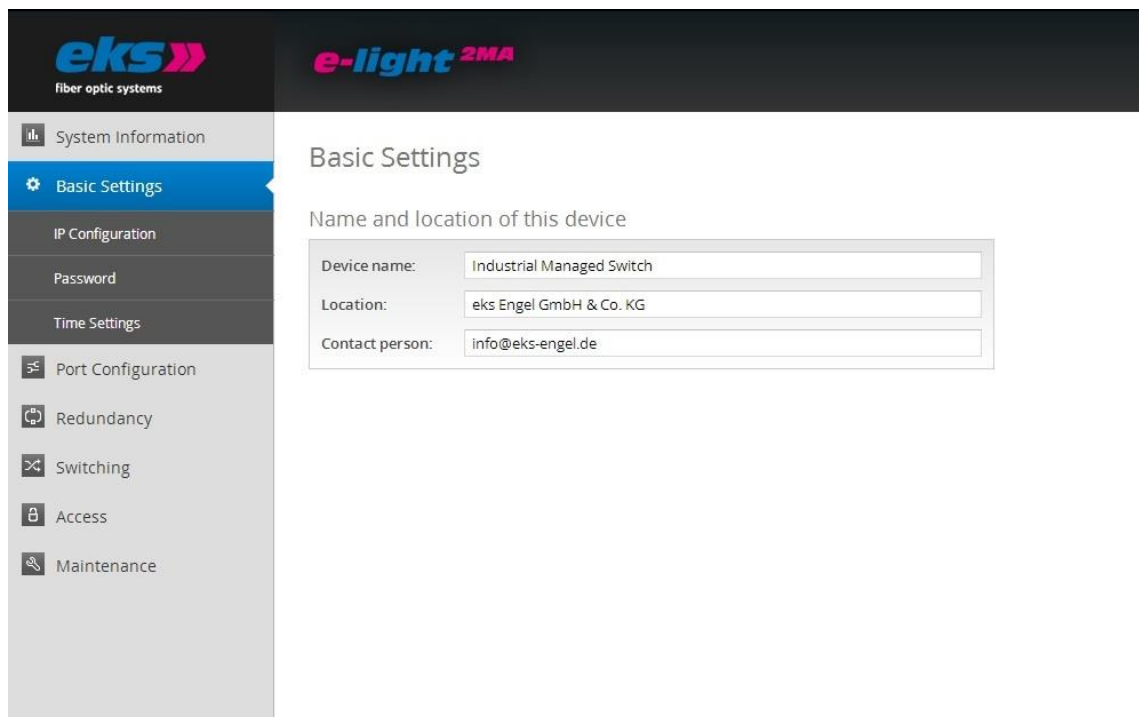 eks
fiber optic systems
e-light 2MA
System Information
Basic Settings
IP Configuration
Password
Time Settings
Port Configuration
Redundancy
Switching
Access
Maintenance
Basic Settings
Name and location of this device
Device name: Industrial Managed Switch
Location: eks Engel GmbH & Co. KG
Contact person: info@eks-engel.de